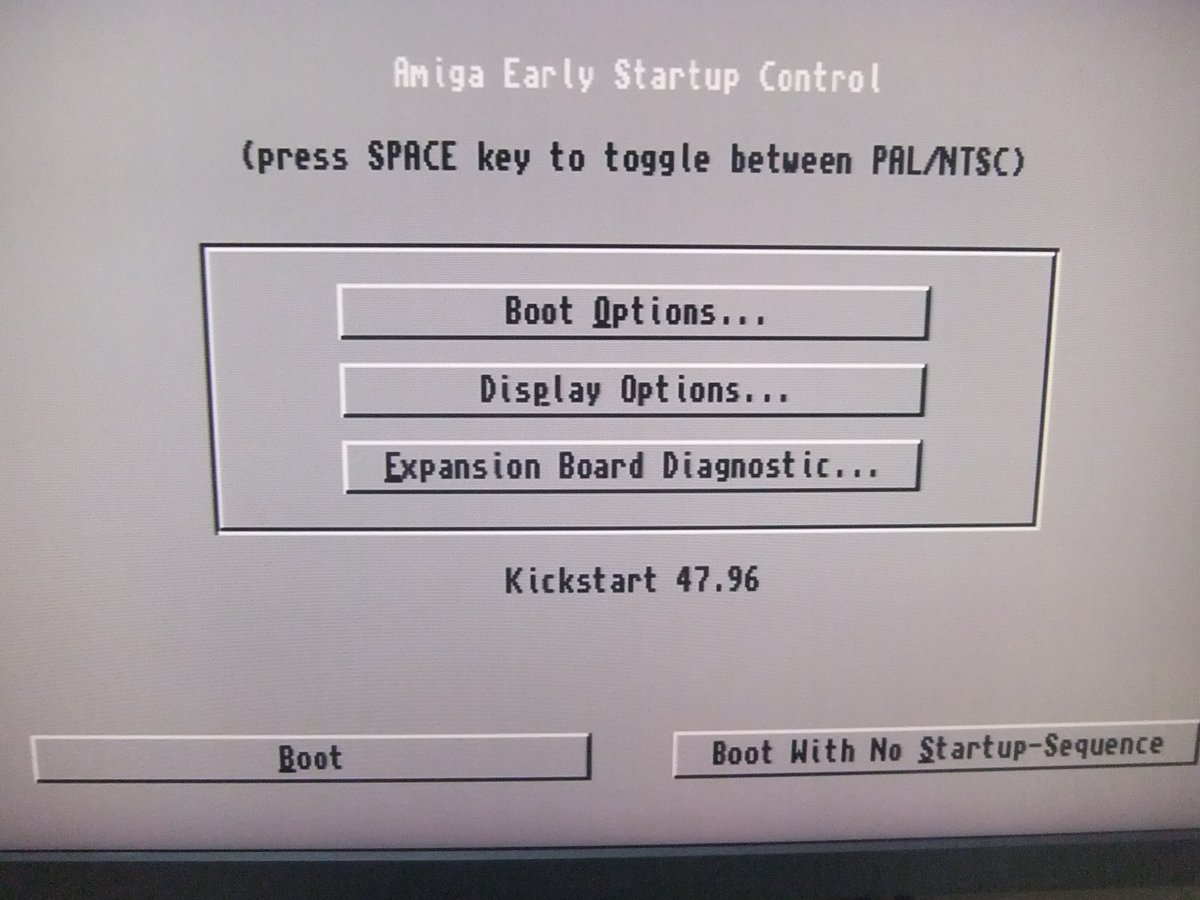 Amiga Early Startup Control
(press SPACE key to toggle between PAL/NTSC)
Boot Options...
Display Options...
Expansion Board Diagnostic...
Kickstart 47.96
Boot
Boot With No Startup-Sequence